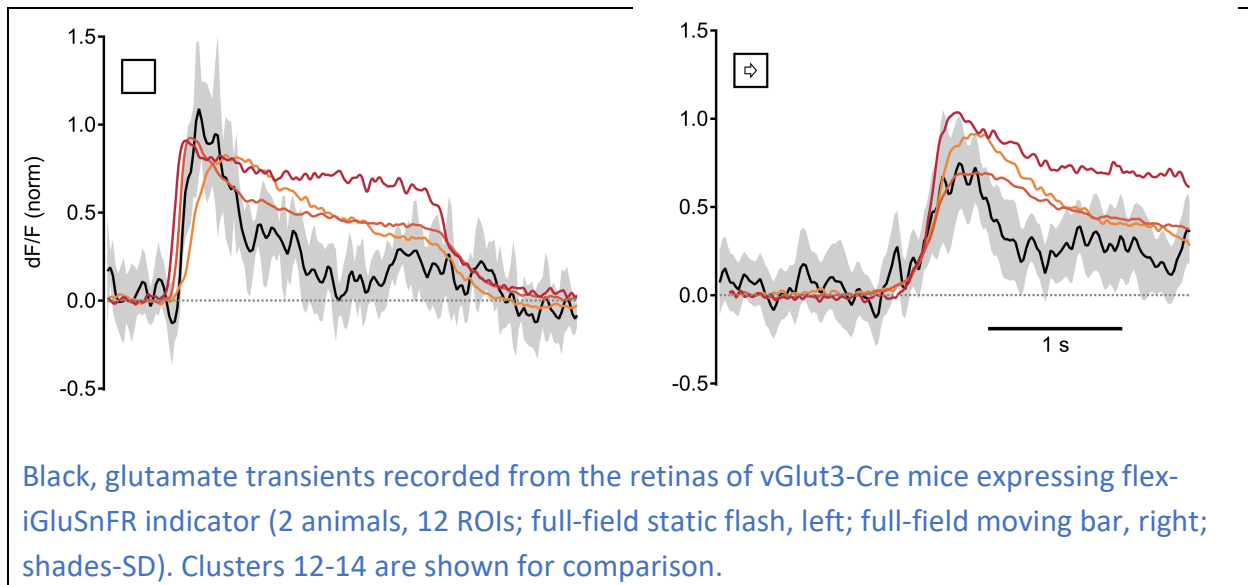 1.5
1.0
0.5
0.0
-0.5
dF/F (norm)
1.5
1.0
0.5
0.0
-0.5
1 s
Black, glutamate transients recorded from the retinas of vGlut3-Cre mice expressing flex-
iGluSnFR indicator (2 animals, 12 ROIs; full-field static flash, left; full-field moving bar, right;
shades-SD). Clusters 12-14 are shown for comparison.